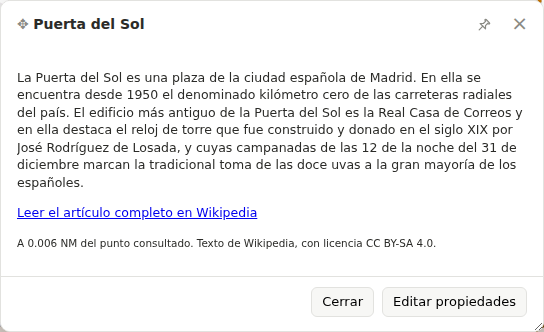 Puerta del Sol
La Puerta del Sol es una plaza de la ciudad española de Madrid. En ella se
encuentra desde 1950 el denominado kilómetro cero de las carreteras radiales
del país. El edificio más antiguo de la Puerta del Sol es la Real Casa de Correos y
en ella destaca el reloj de torre que fue construido y donado en el siglo XIX por
José Rodríguez de Losada, y cuyas campanadas de las 12 de la noche del 31 de
diciembre marcan la tradicional toma de las doce uvas a la gran mayoría de los
españoles.
Leer el artículo completo en Wikipedia
A 0.006 NM del punto consultado. Texto de Wikipedia, con licencia CC BY-SA 4.0.
Cerrar Editar propiedades